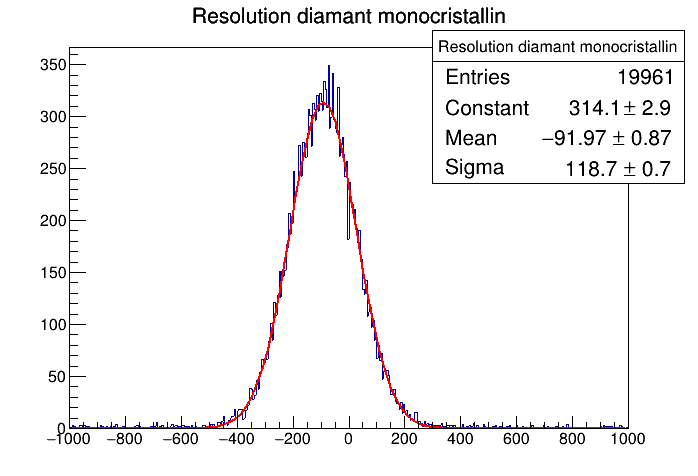 Resolution diamant monocristallin
Resolution diamant monocristallin
Entries 19961
Constant 314.1 ± 2.9
Mean −91.97 ± 0.87
Sigma 118.7 ± 0.7
350
300
250
200
150
100
50
0
−1000 −800 −600 −400 −200 0 200 400 600 800 1000